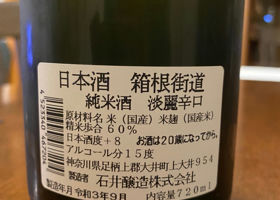 日本酒 箱根街道
純米酒 淡麗辛口
原材料名 米(国産)米麹(国産米)
精米歩合60%
日本酒度+8 お酒は20歳になってから。
アルコール分15度
神奈川県足柄上郡大井町上大井954
製造者 石井醸造株式会社
製造年月 令和3年9月 内容量720ml